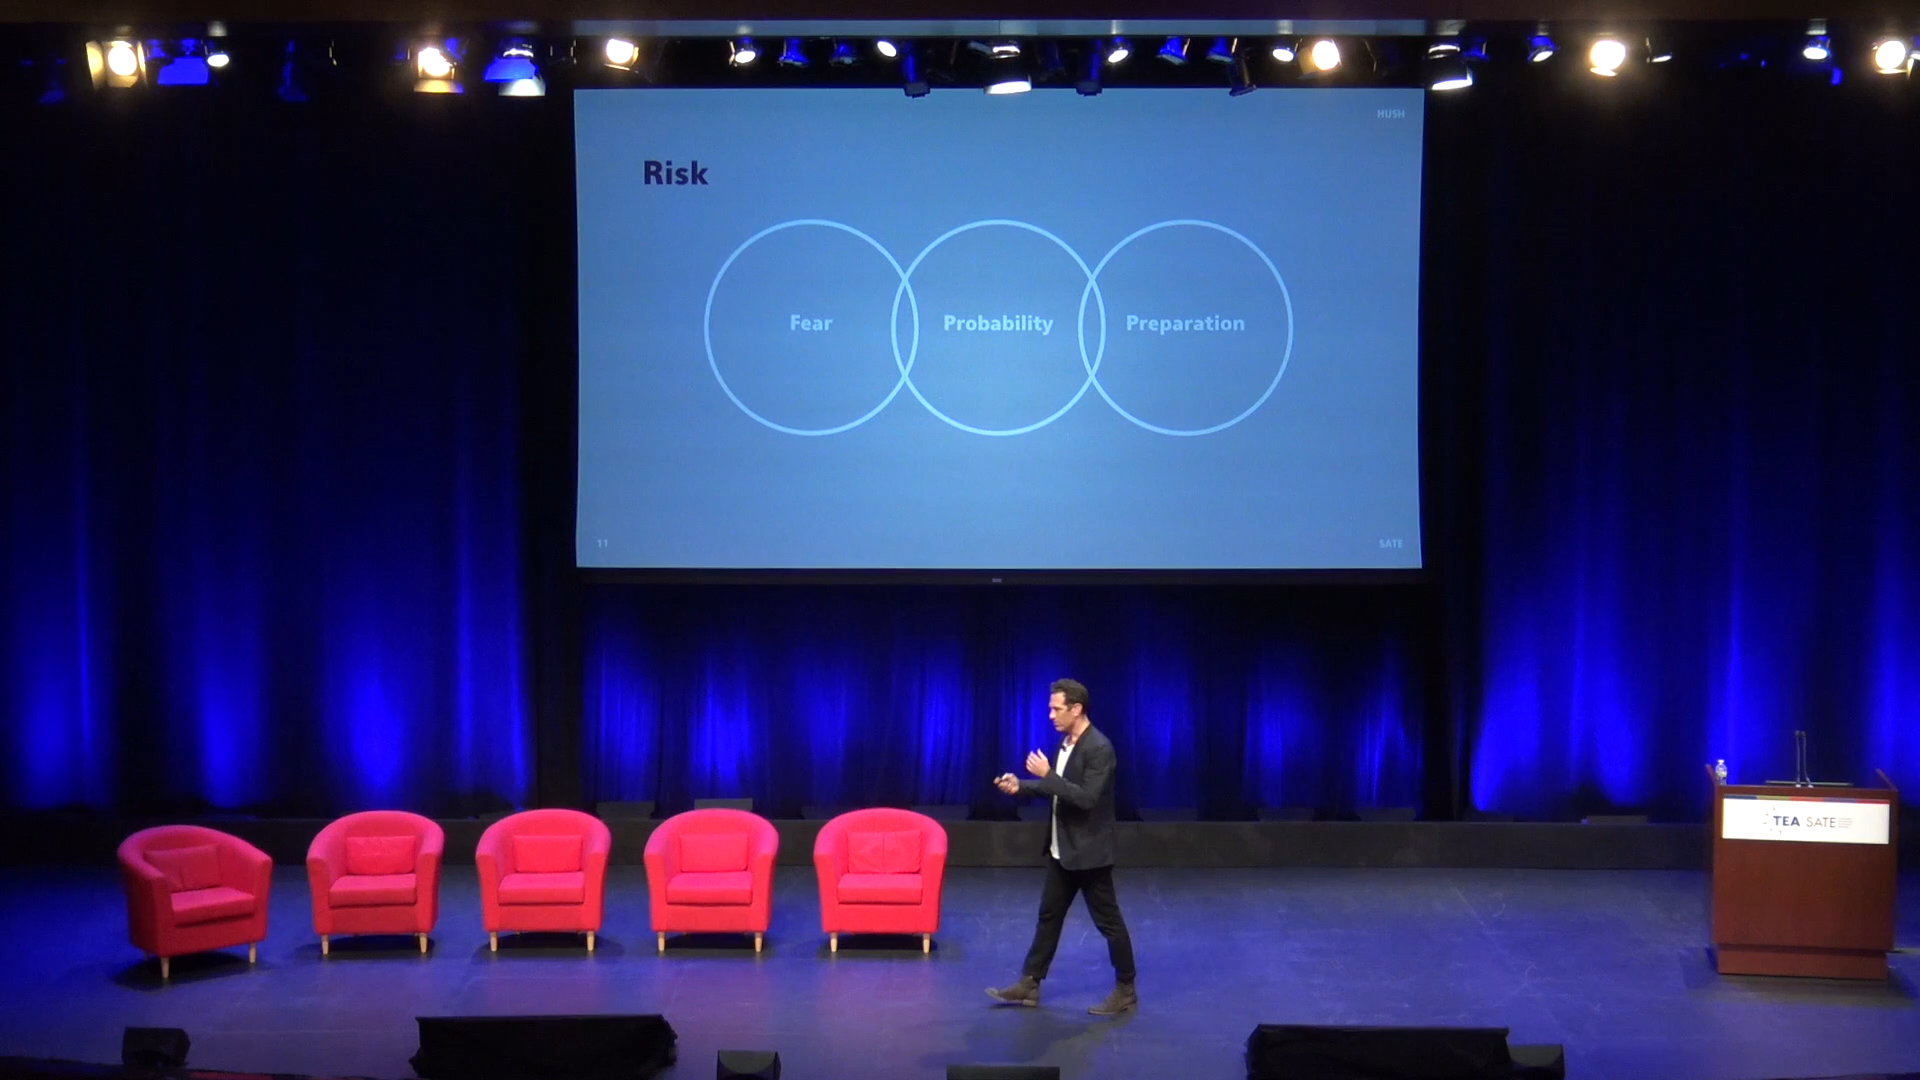 HUSH
Risk
Fear
Probability
Preparation
11
SATE
TEA SATE